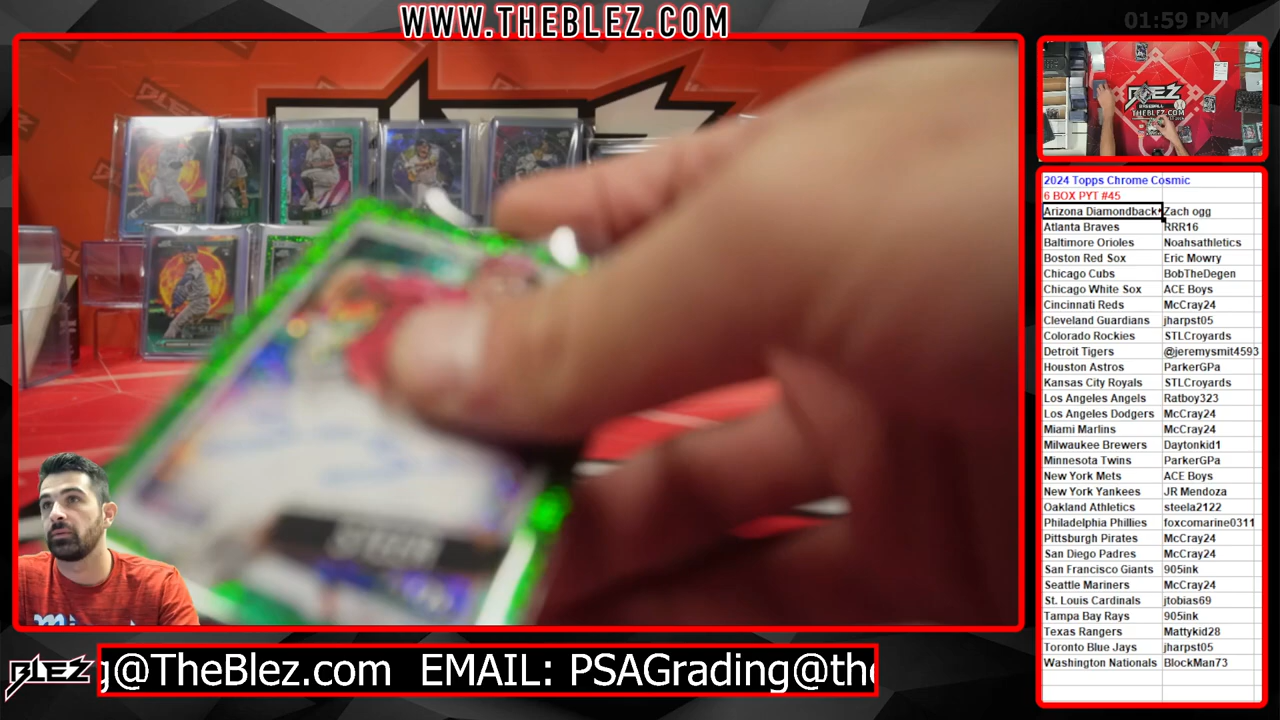 WWW.THEBLEZ.COM
01:59 PM
BLEZ
THEBLEZ.COM
2024 Topps Chrome Cosmic
6 BOX PYT #45
Arizona Diamondback Zach ogg
Atlanta Braves RRR16
Baltimore Orioles Noahsathletics
Boston Red Sox Eric Mowry
Chicago Cubs BobTheDegen
Chicago White Sox ACE Boys
Cincinnati Reds McCray24
Cleveland Guardians jharpst05
Colorado Rockies STLCroyards
Detroit Tigers @jeremysmit4593
Houston Astros ParkerGPa
Kansas City Royals STLCroyards
Los Angeles Angels Ratboy323
Los Angeles Dodgers McCray24
Miami Marlins McCray24
Milwaukee Brewers Daytonkid1
Minnesota Twins ParkerGPa
New York Mets ACE Boys
New York Yankees JR Mendoza
Oakland Athletics steela2122
Philadelphia Phillies foxcomarine0311
Pittsburgh Pirates McCray24
San Diego Padres McCray24
San Francisco Giants 905ink
Seattle Mariners McCray24
St. Louis Cardinals jtobias69
Tampa Bay Rays 905ink
Texas Rangers Mattykid28
Toronto Blue Jays jharpst05
Washington Nationals BlockMan73
BLEZ
g@TheBlez.com EMAIL: PSAGrading@the